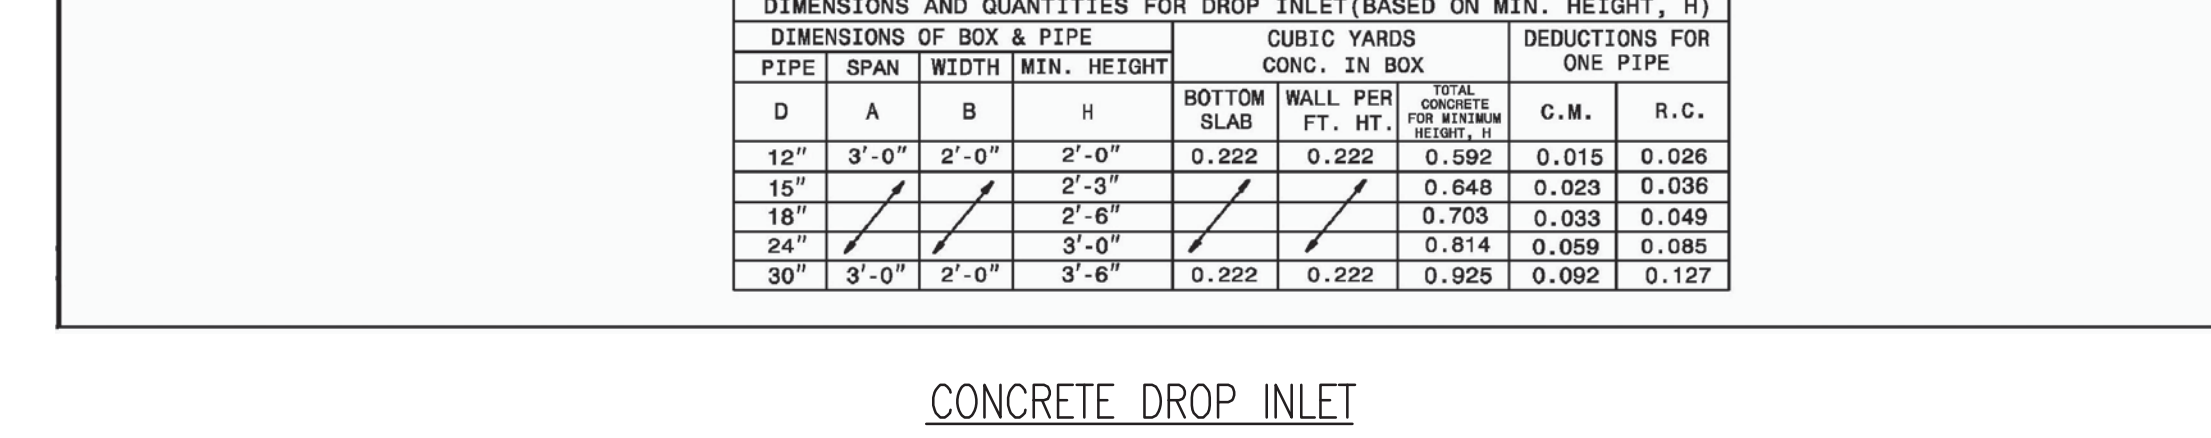 DIMENSIONS AND QUANTITIES FOR DROP INLET(BASED ON MIN. HEIGHT, H)
DIMENSIONS OF BOX & PIPE
CUBIC YARDS
CONC. IN BOX
DEDUCTIONS FOR
ONE PIPE
PIPE SPAN WIDTH MIN. HEIGHT
D A B H
BOTTOM
SLAB
WALL PER
FT. HT.
TOTAL
CONCRETE
FOR MINIMUM
HEIGHT, H
C.M. R.C.
12" 3'-0" 2'-0" 2'-0" 0.222 0.222 0.592 0.015 0.026
15" 2'-3" 0.648 0.023 0.036
18" 2'-6" 0.703 0.033 0.049
24" 3'-0" 0.814 0.059 0.085
30" 3'-0" 2'-0" 3'-6" 0.222 0.222 0.925 0.092 0.127
CONCRETE DROP INLET